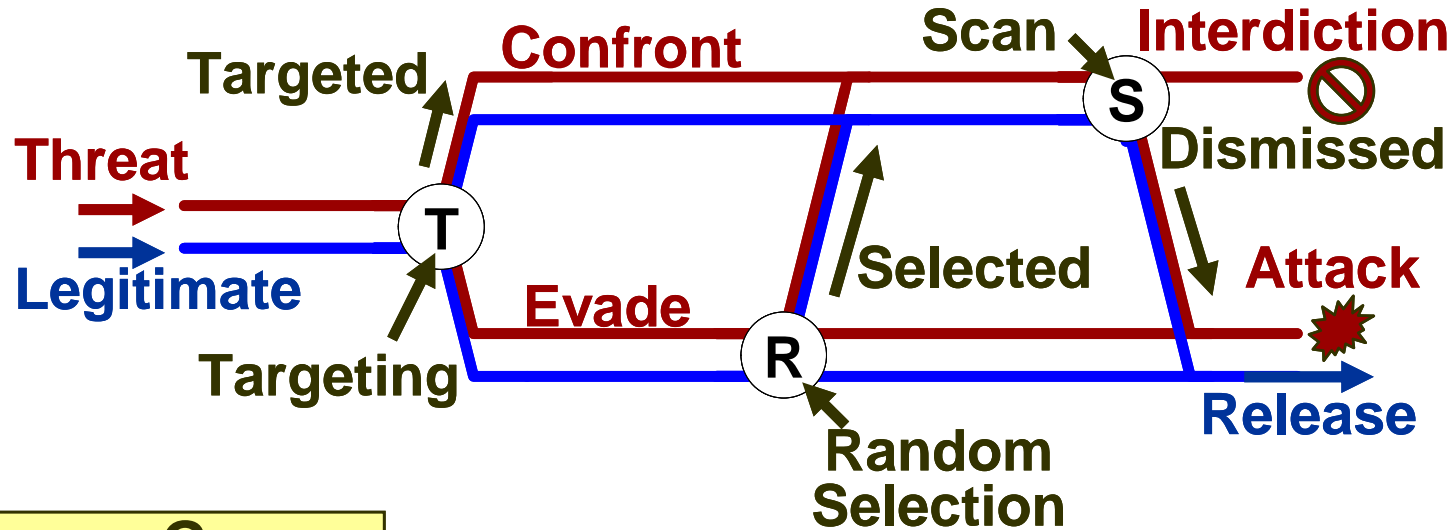 Confront
Scan
Interdiction
Targeted
S
Dismissed
Threat
T
Legitimate
Selected
Attack
Evade
R
Targeting
Release
Random
Selection